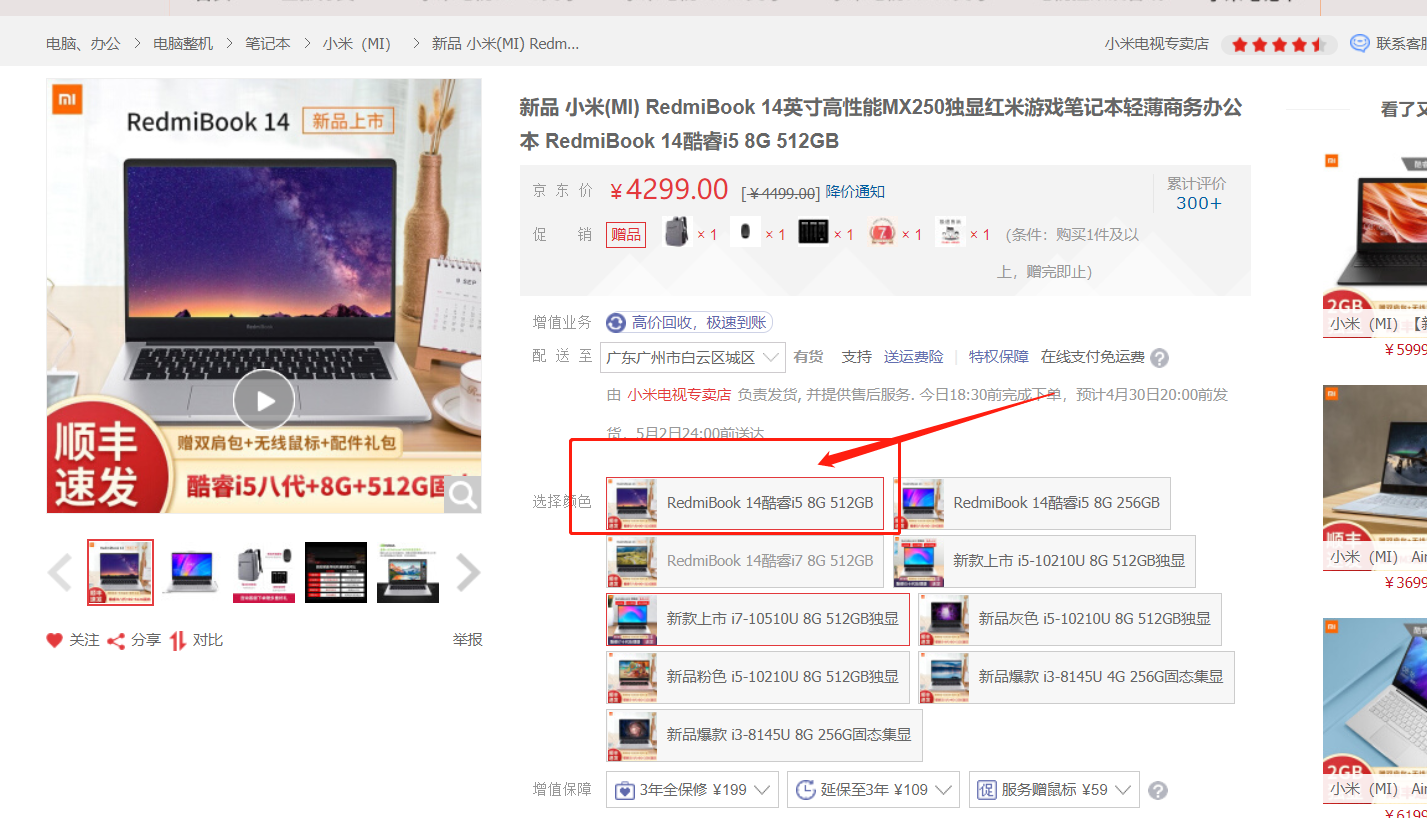 电脑、办公 > 电脑整机 > 笔记本 > 小米（MI） > 新品 小米(MI) Redm...
小米电视专卖店
联系客服
mi
RedmiBook 14 新品上市
顺丰速发
赠双肩包+无线鼠标+配件礼包
酷睿i5八代+8G+512G固
关注 分享 对比 举报
新品 小米(MI) RedmiBook 14英寸高性能MX250独显红米游戏笔记本轻薄商务办公
本 RedmiBook 14酷睿i5 8G 512GB
京东价 ¥4299.00 [¥4499.00] 降价通知
累计评价
300+
促销 赠品 ×1 ×1 ×1 ×1 ×1 （条件：购买1件及以
上，赠完即止）
增值业务 高价回收，极速到账
配送至 广东广州市白云区城区 有货 支持 送运费险 | 特权保障 在线支付免运费 ?
由 小米电视专卖店 负责发货, 并提供售后服务. 今日18:30前完成下单，预计4月30日20:00前发
货，5月2日24:00前送达
选择颜色 RedmiBook 14酷睿i5 8G 512GB
RedmiBook 14酷睿i5 8G 256GB
RedmiBook 14酷睿i7 8G 512GB
新款上市 i5-10210U 8G 512GB独显
新款上市 i7-10510U 8G 512GB独显
新品灰色 i5-10210U 8G 512GB独显
新品粉色 i5-10210U 8G 512GB独显
新品爆款 i3-8145U 4G 256G固态集显
新品爆款 i3-8145U 8G 256G固态集显
增值保障 3年全保修 ¥199
延保至3年 ¥109
促 服务赠鼠标 ¥59 ?
看了又
2GB
小米（MI）【新
¥5999
顺丰
小米（MI） Air
¥3699
2GB
小米（MI） Air
¥6199